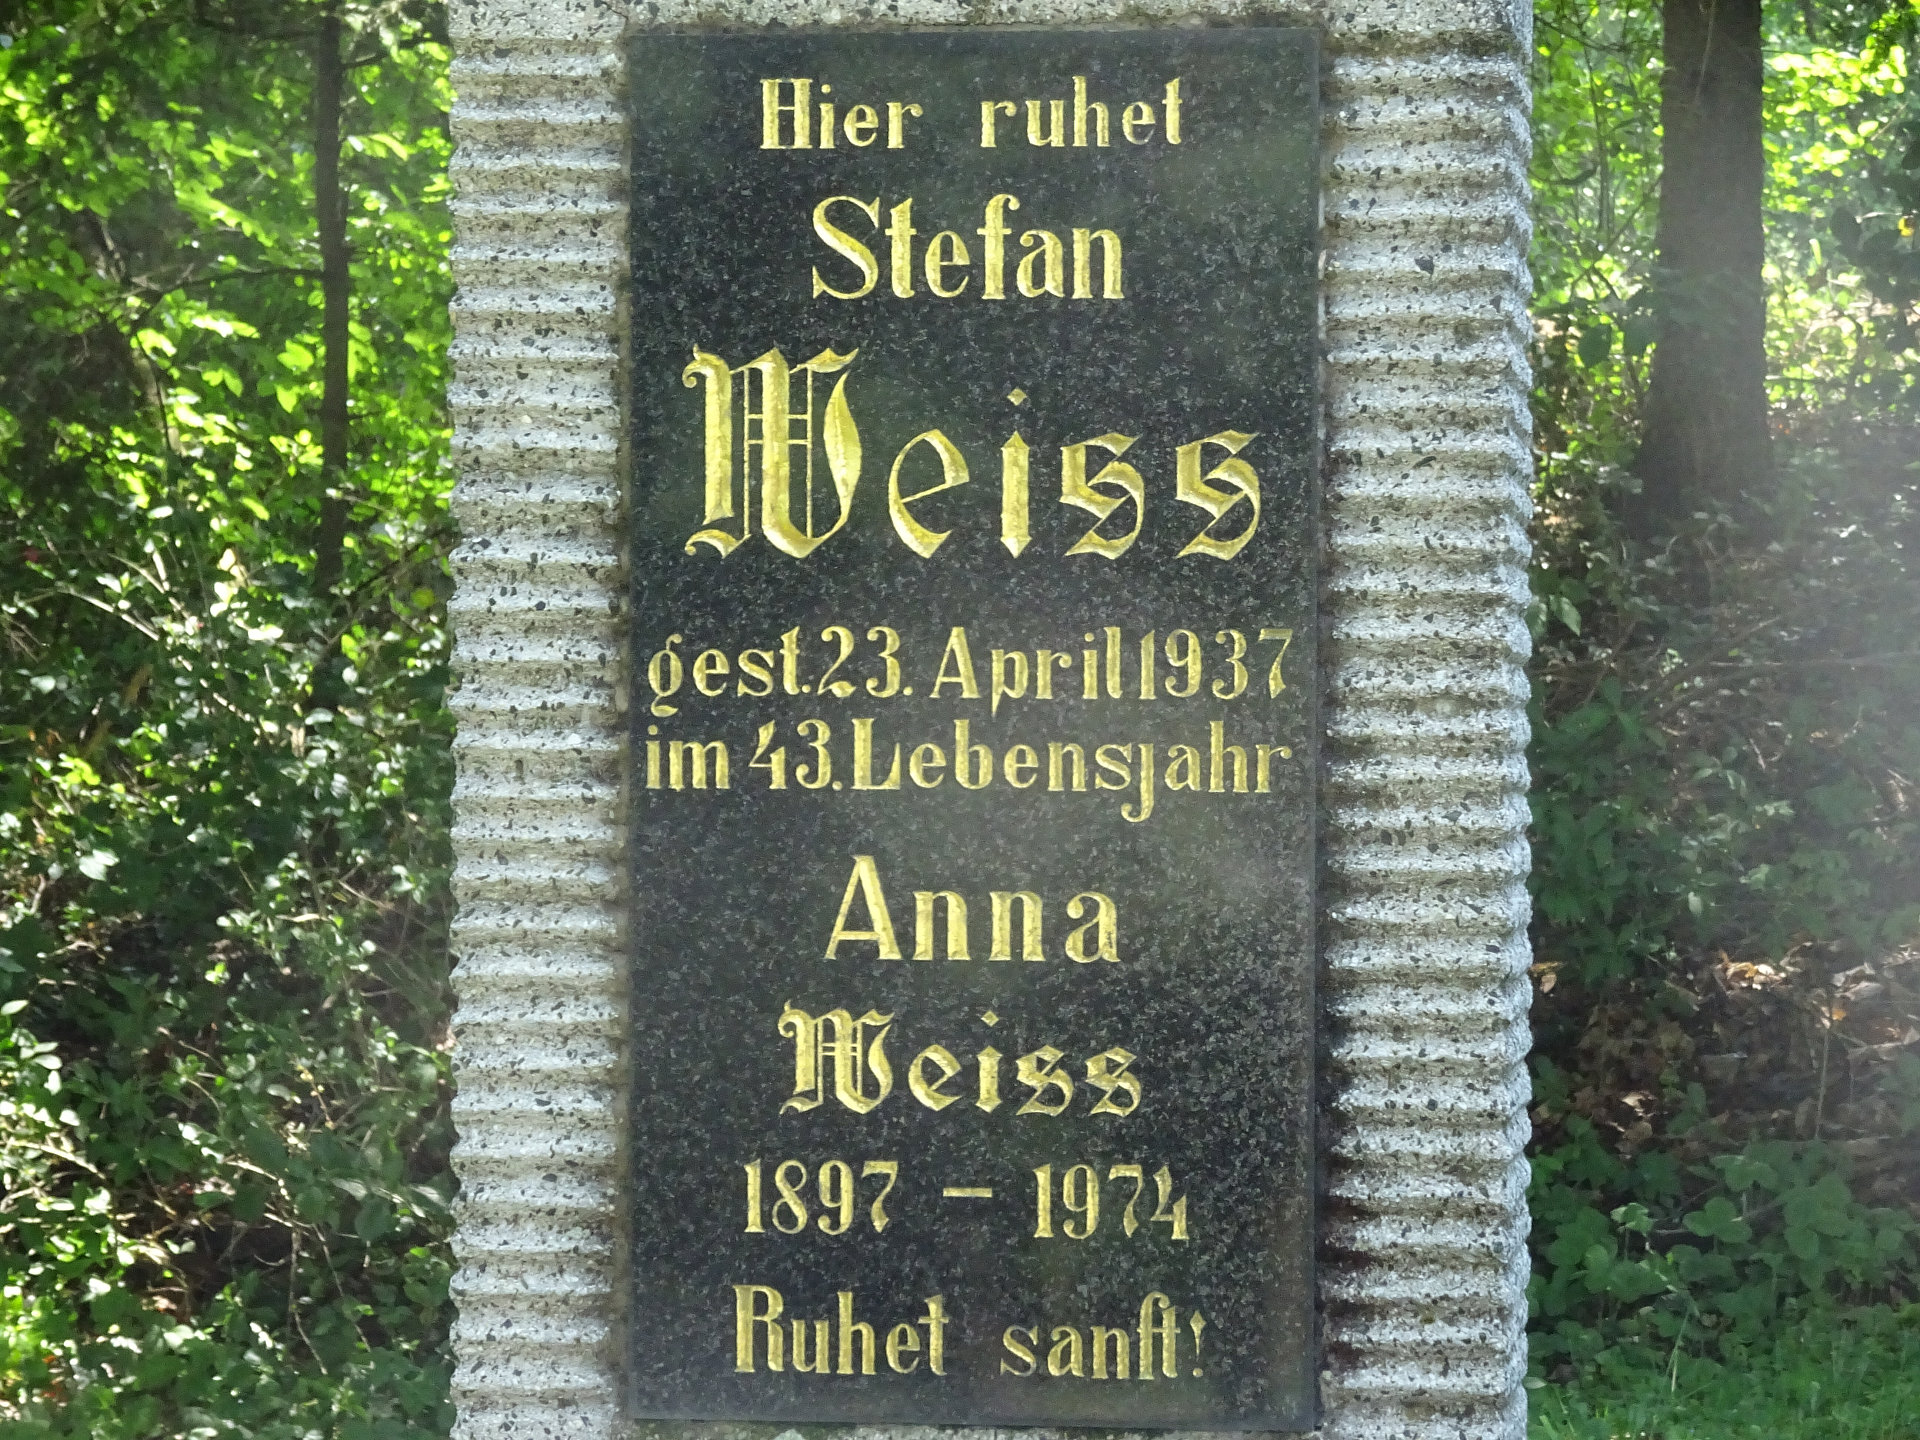 Hier ruhet
Stefan
Weiss
gest. 23. April 1937
im 43. Lebensjahr
Anna
Weiss
1897 – 1974
Ruhet sanft!